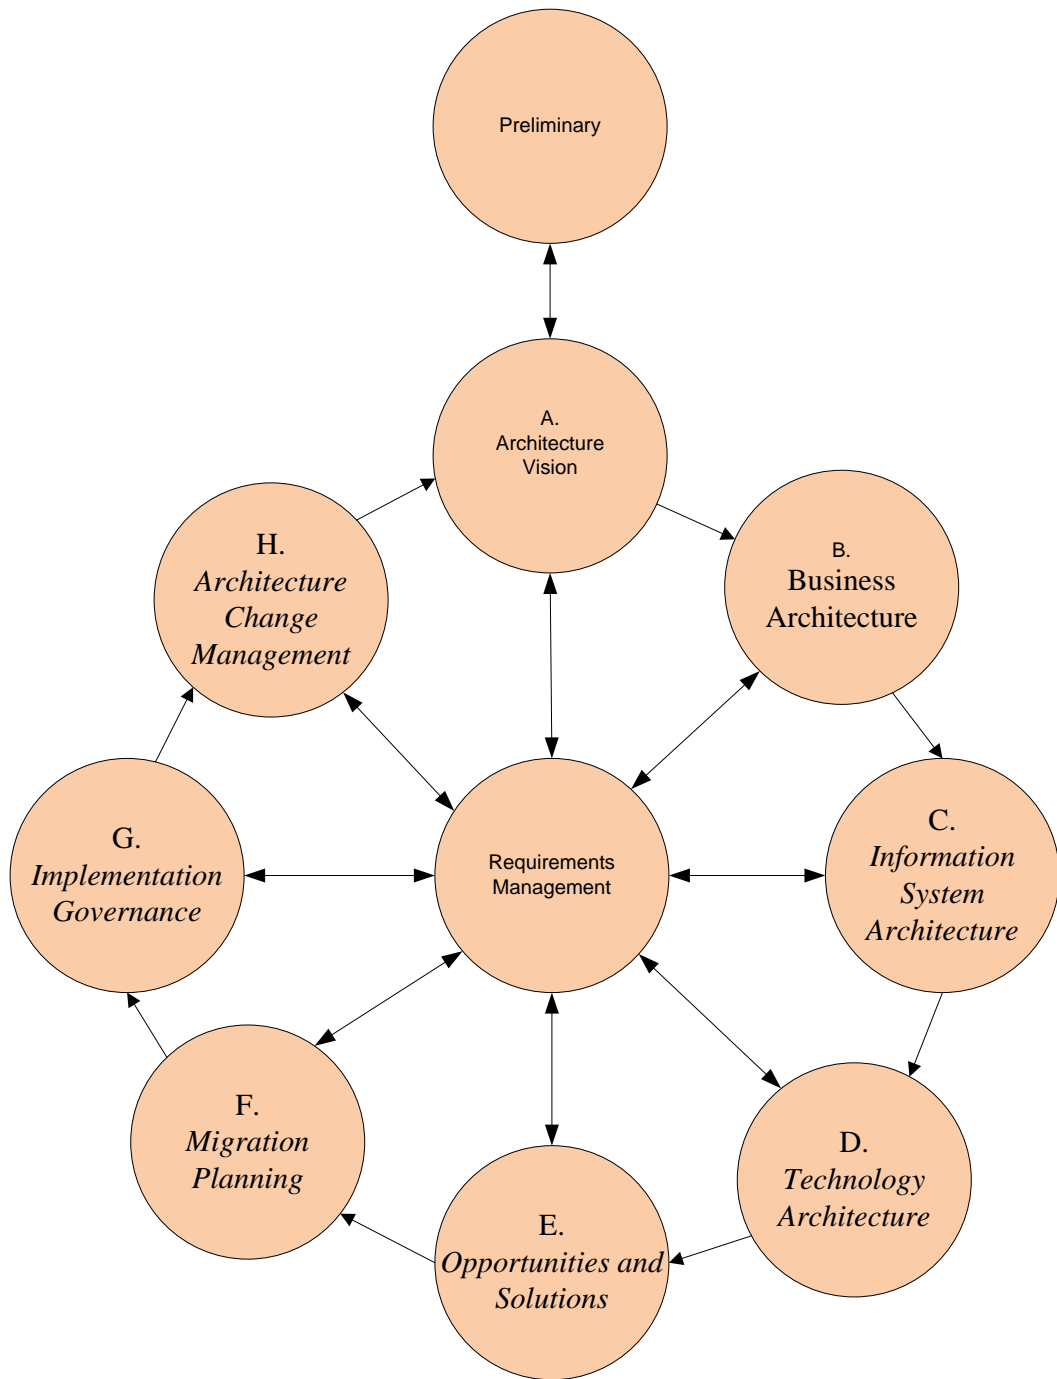 Preliminary
A.
Architecture
Vision
B.
Business
Architecture
C.
Information
System
Architecture
D.
Technology
Architecture
E.
Opportunities and
Solutions
F.
Migration
Planning
G.
Implementation
Governance
H.
Architecture
Change
Management
Requirements
Management